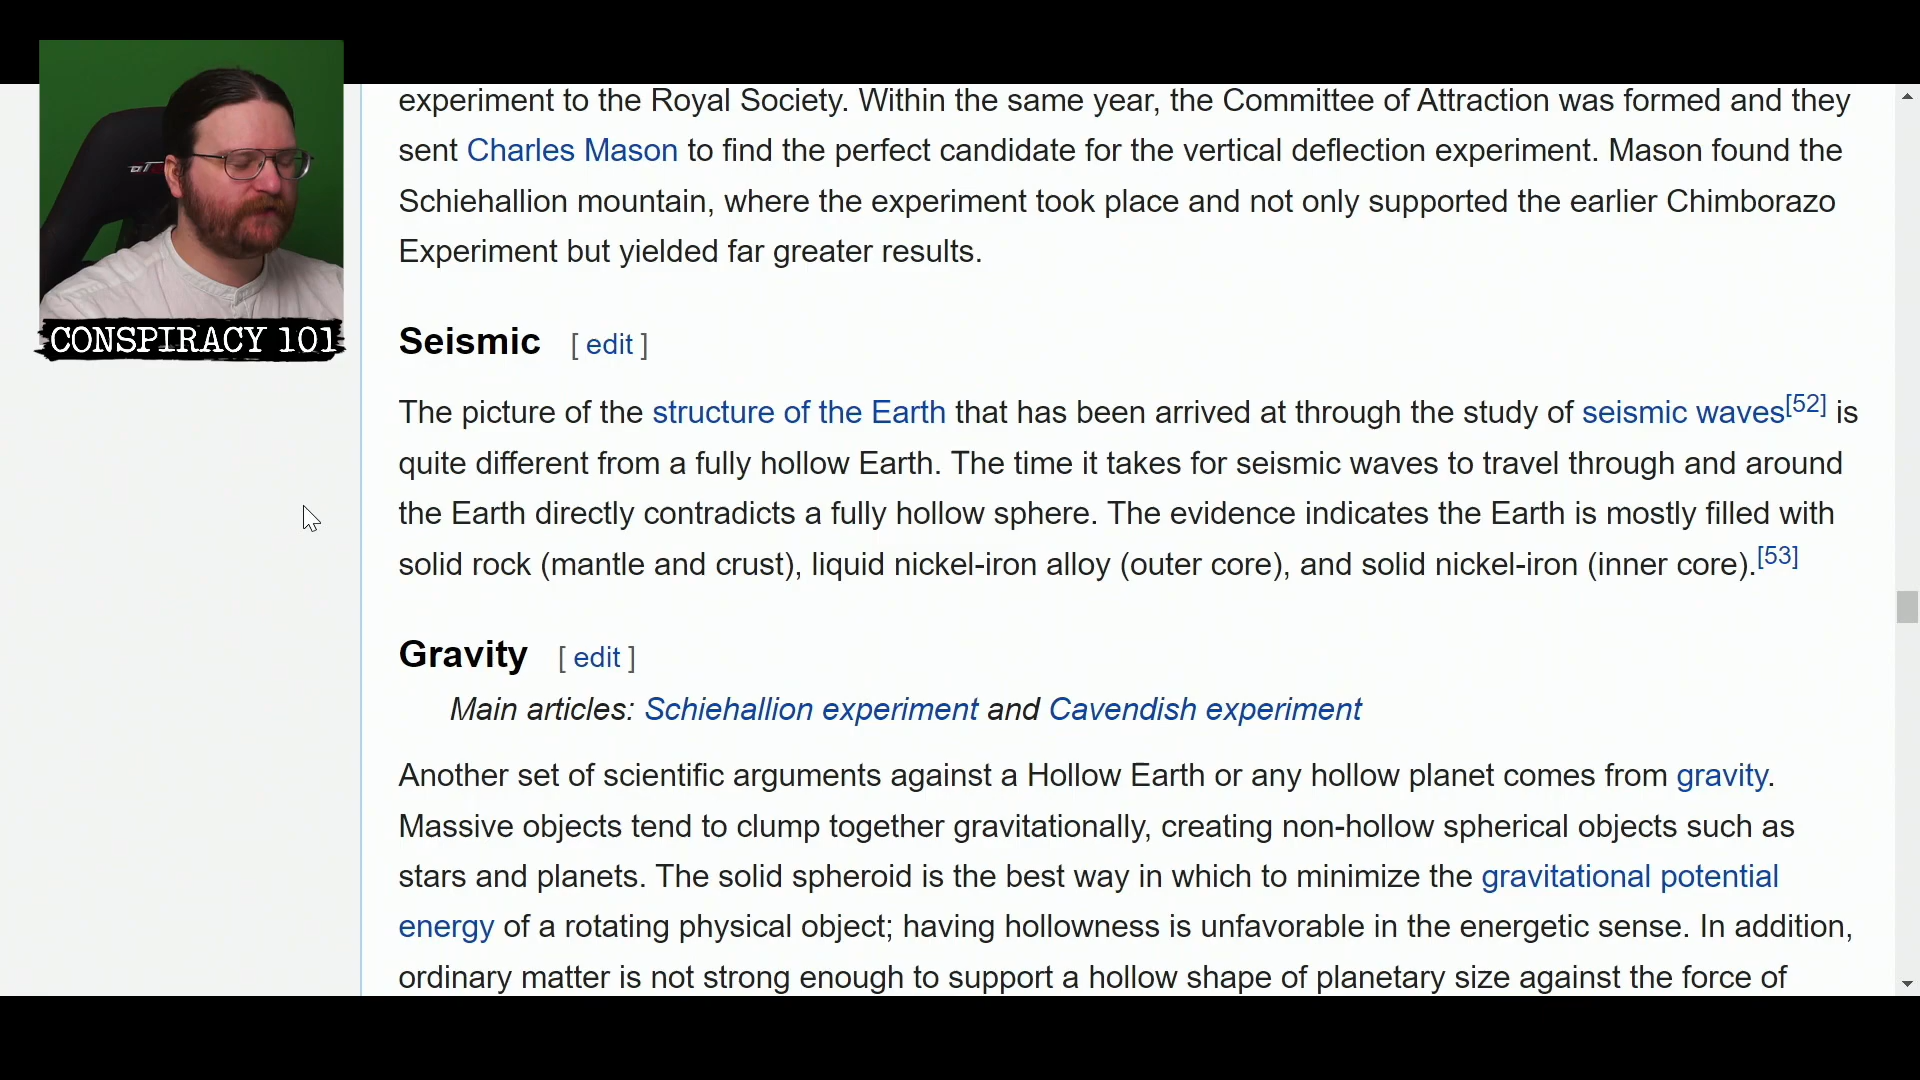 CONSPIRACY 101
experiment to the Royal Society. Within the same year, the Committee of Attraction was formed and they
sent Charles Mason to find the perfect candidate for the vertical deflection experiment. Mason found the
Schiehallion mountain, where the experiment took place and not only supported the earlier Chimborazo
Experiment but yielded far greater results.
Seismic [ edit ]
The picture of the structure of the Earth that has been arrived at through the study of seismic waves[52] is
quite different from a fully hollow Earth. The time it takes for seismic waves to travel through and around
the Earth directly contradicts a fully hollow sphere. The evidence indicates the Earth is mostly filled with
solid rock (mantle and crust), liquid nickel-iron alloy (outer core), and solid nickel-iron (inner core).[53]
Gravity [ edit ]
Main articles: Schiehallion experiment and Cavendish experiment
Another set of scientific arguments against a Hollow Earth or any hollow planet comes from gravity.
Massive objects tend to clump together gravitationally, creating non-hollow spherical objects such as
stars and planets. The solid spheroid is the best way in which to minimize the gravitational potential
energy of a rotating physical object; having hollowness is unfavorable in the energetic sense. In addition,
ordinary matter is not strong enough to support a hollow shape of planetary size against the force of